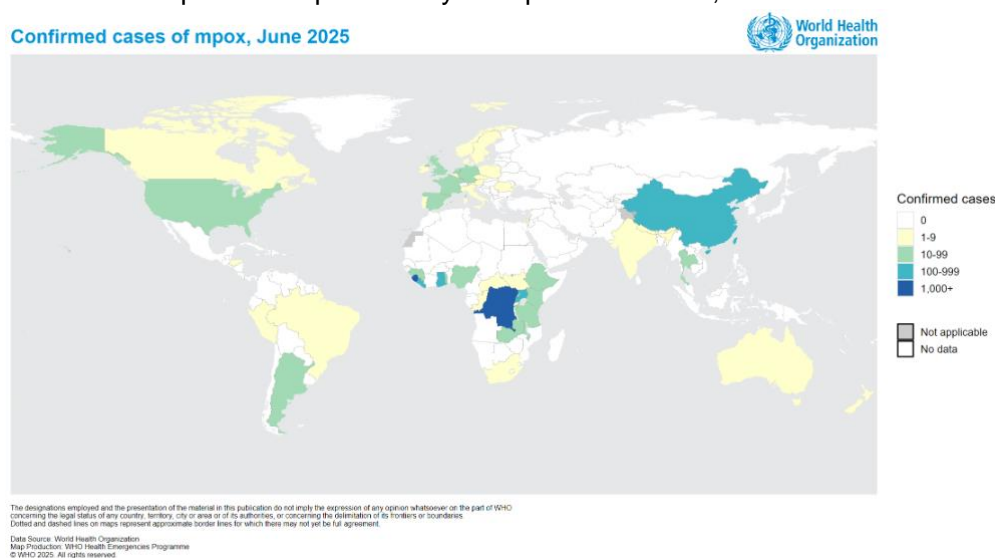 Confirmed cases of mpox, June 2025
World Health
Organization
Confirmed cases
0
1-9
10-99
100-999
1,000+
Not applicable
No data
The designations employed and the presentation of the material in this publication do not imply the expression of any opinion whatsoever on the part of WHO
concerning the legal status of any country, territory, city or area or of its authorities, or concerning the delimitation of its frontiers or boundaries.
Dotted and dashed lines on maps represent approximate border lines for which there may not yet be full agreement.
Data Source: World Health Organization
Map Production: WHO Health Emergencies Programme
© WHO 2025. All rights reserved.